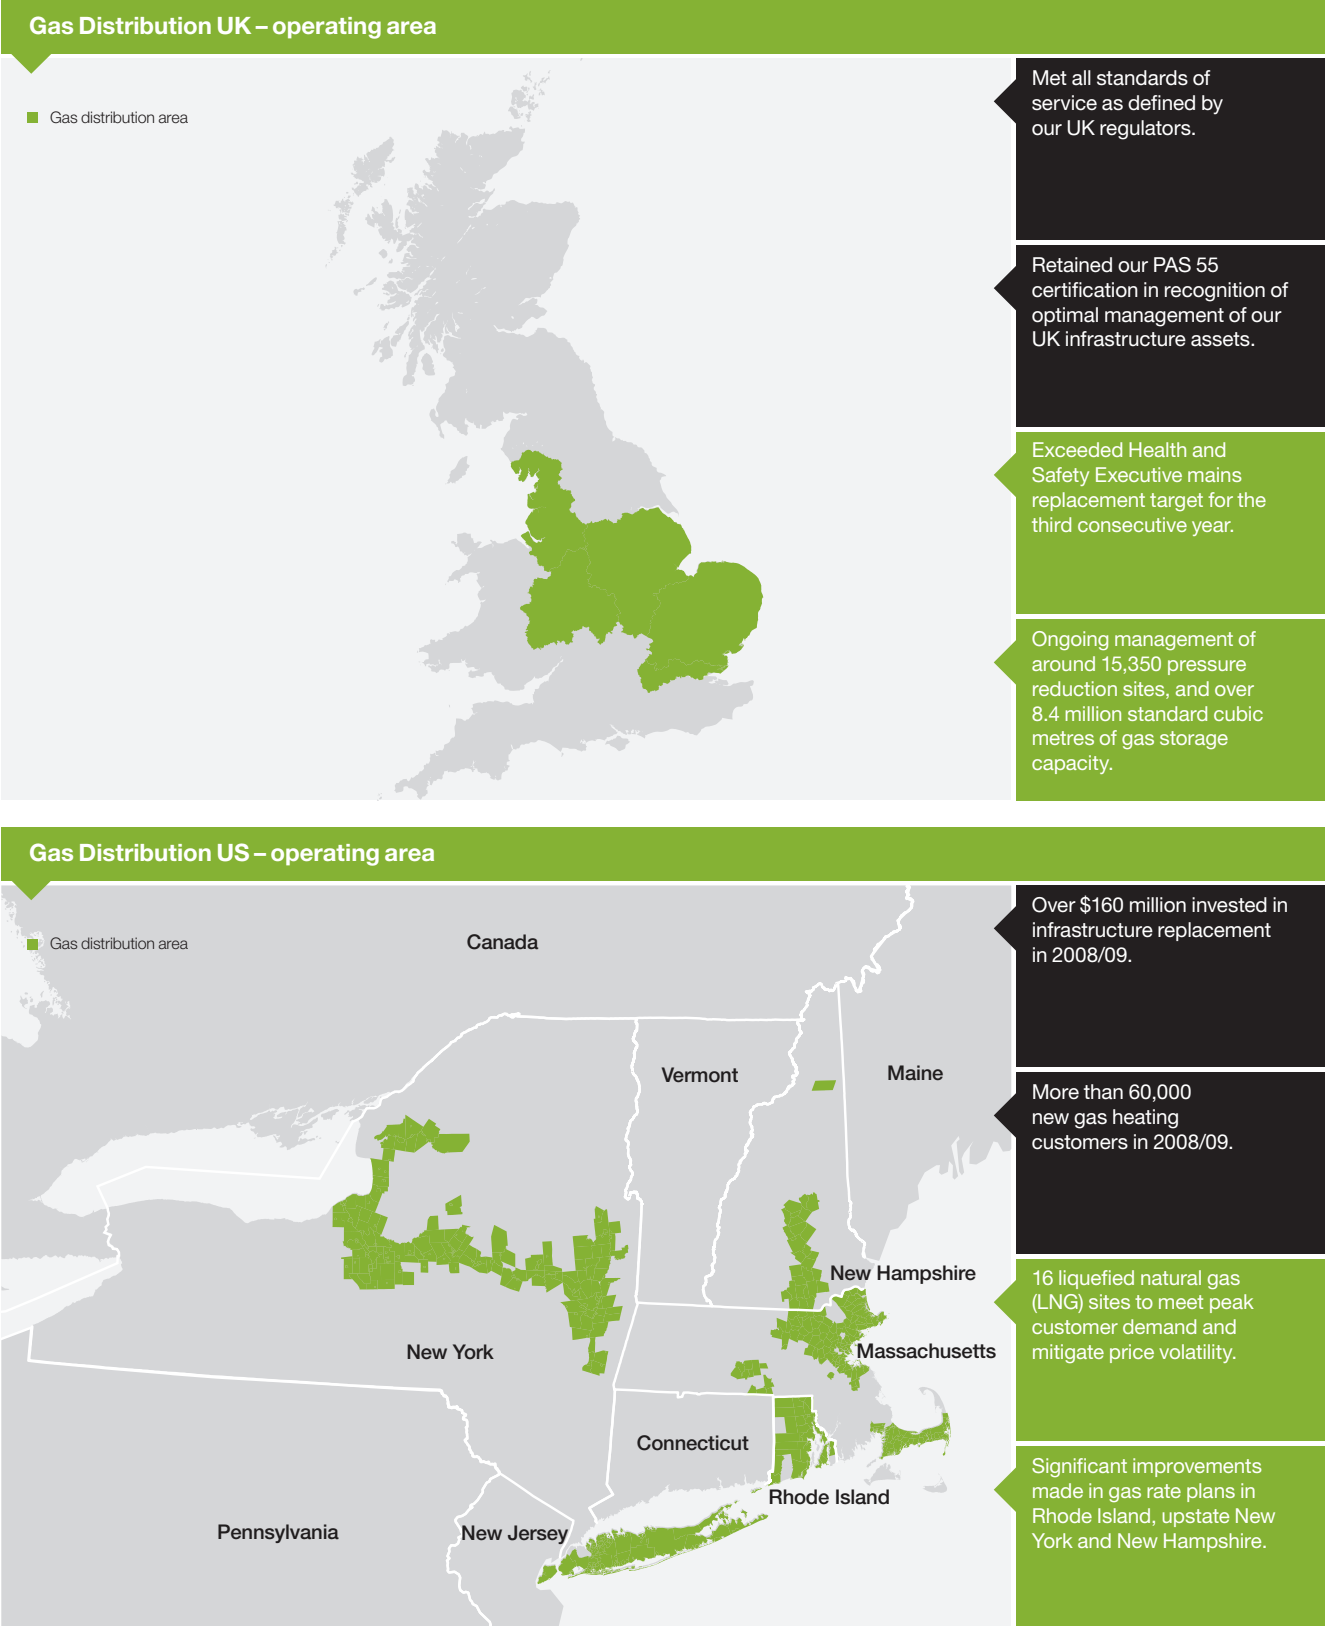 Gas Distribution UK – operating area
Gas distribution area
Met all standards of
service as defined by
our UK regulators.
Retained our PAS 55
certification in recognition of
optimal management of our
UK infrastructure assets.
Exceeded Health and
Safety Executive mains
replacement target for the
third consecutive year.
Ongoing management of
around 15,350 pressure
reduction sites, and over
8.4 million standard cubic
metres of gas storage
capacity.
Gas Distribution US – operating area
Gas distribution area
Canada
Vermont
Maine
New Hampshire
New York
Massachusetts
Connecticut
Rhode Island
Pennsylvania
New Jersey
Over $160 million invested in
infrastructure replacement
in 2008/09.
More than 60,000
new gas heating
customers in 2008/09.
16 liquefied natural gas
(LNG) sites to meet peak
customer demand and
mitigate price volatility.
Significant improvements
made in gas rate plans in
Rhode Island, upstate New
York and New Hampshire.